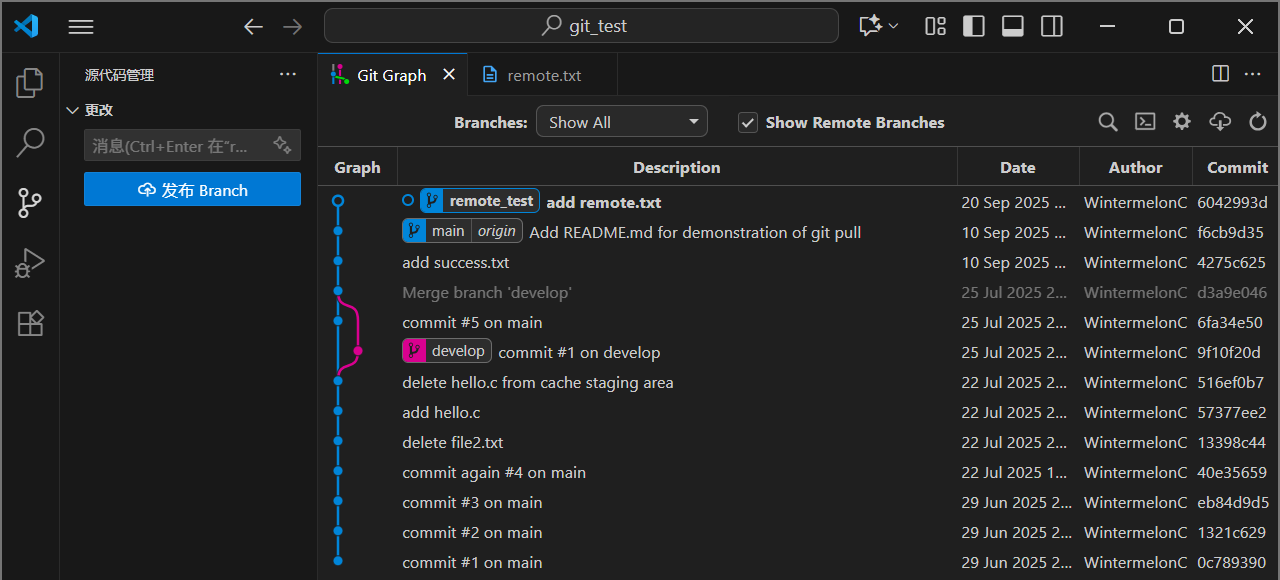 git_test
源代码管理
Git Graph
remote.txt
更改
消息(Ctrl+Enter 在"r...
发布 Branch
Branches: Show All Show Remote Branches
Graph Description Date Author Commit
remote_test add remote.txt 20 Sep 2025 ... WintermelonC 6042993d
main origin Add README.md for demonstration of git pull 10 Sep 2025 ... WintermelonC f6cb9d35
add success.txt 10 Sep 2025 ... WintermelonC 4275c625
Merge branch 'develop' 25 Jul 2025 2... WintermelonC d3a9e046
commit #5 on main 25 Jul 2025 2... WintermelonC 6fa34e50
develop commit #1 on develop 25 Jul 2025 2... WintermelonC 9f10f20d
delete hello.c from cache staging area 22 Jul 2025 2... WintermelonC 516ef0b7
add hello.c 22 Jul 2025 2... WintermelonC 57377ee2
delete file2.txt 22 Jul 2025 2... WintermelonC 13398c44
commit again #4 on main 22 Jul 2025 1... WintermelonC 40e35659
commit #3 on main 29 Jun 2025 2... WintermelonC eb84d9d5
commit #2 on main 29 Jun 2025 2... WintermelonC 1321c629
commit #1 on main 29 Jun 2025 2... WintermelonC 0c789390